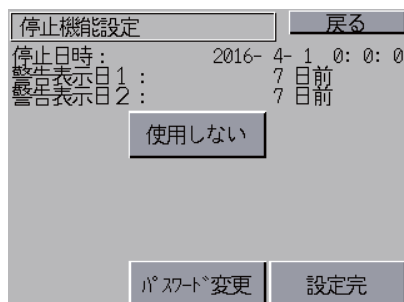 停止機能設定 戻る
停止日時： 2016- 4- 1 0: 0: 0
警告表示日1： 7 日前
警告表示日2： 7 日前
使用しない
ﾊﾟｽﾜｰﾄﾞ変更 設定完